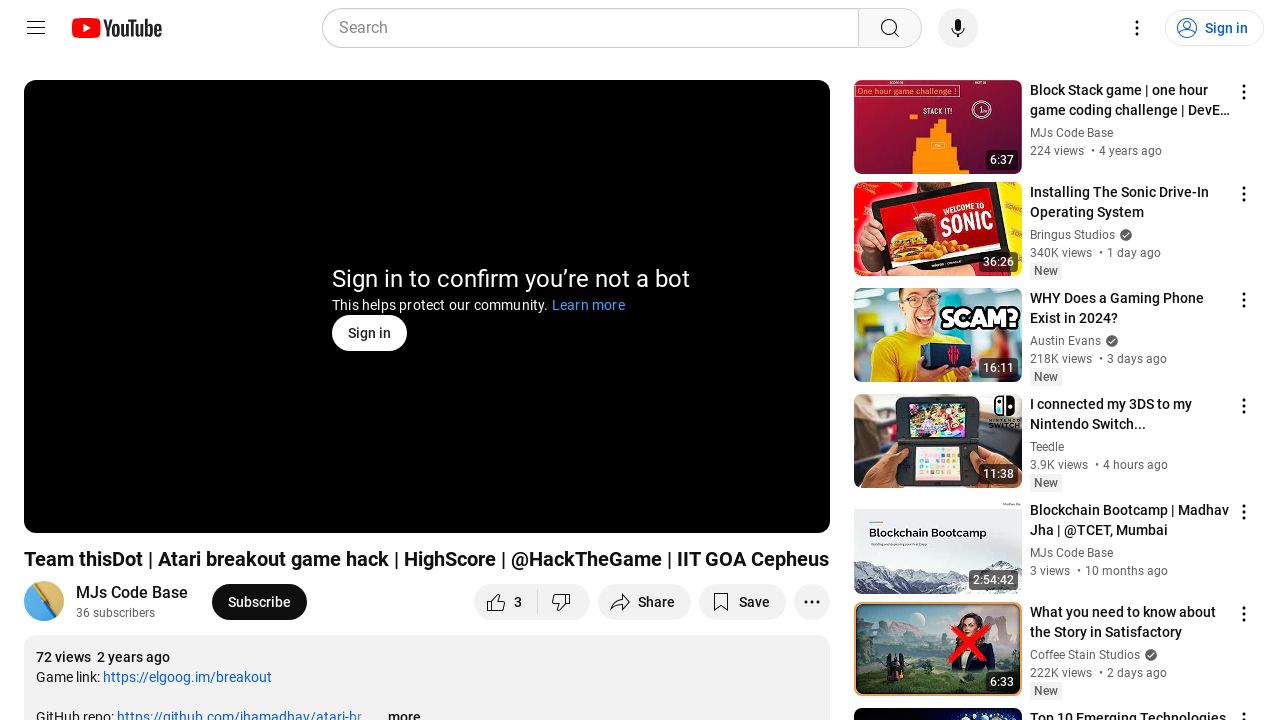 YouTube
Search
Sign in
Sign in to confirm you’re not a bot
This helps protect our community. Learn more
Sign in
Team thisDot | Atari breakout game hack | HighScore | @HackTheGame | IIT GOA Cepheus
MJs Code Base
36 subscribers
Subscribe
3
Share
Save
72 views 2 years ago
Game link: https://elgoog.im/breakout
GitHub repo: https://github.com/jhamadhav/atari-br
...more
One hour game challenge !
STACK IT!
6:37
Block Stack game | one hour
game coding challenge | DevE...
MJs Code Base
224 views • 4 years ago
WELCOME TO
SONIC
36:26
Installing The Sonic Drive-In
Operating System
Bringus Studios
340K views • 1 day ago
New
SCAM?
16:11
WHY Does a Gaming Phone
Exist in 2024?
Austin Evans
218K views • 3 days ago
New
NINTENDO
SWITCH
11:38
I connected my 3DS to my
Nintendo Switch...
Teedle
3.9K views • 4 hours ago
New
Blockchain Bootcamp
2:54:42
Blockchain Bootcamp | Madhav
Jha | @TCET, Mumbai
MJs Code Base
3 views • 10 months ago
6:33
What you need to know about
the Story in Satisfactory
Coffee Stain Studios
222K views • 2 days ago
New
Top 10 Emerging Technologies